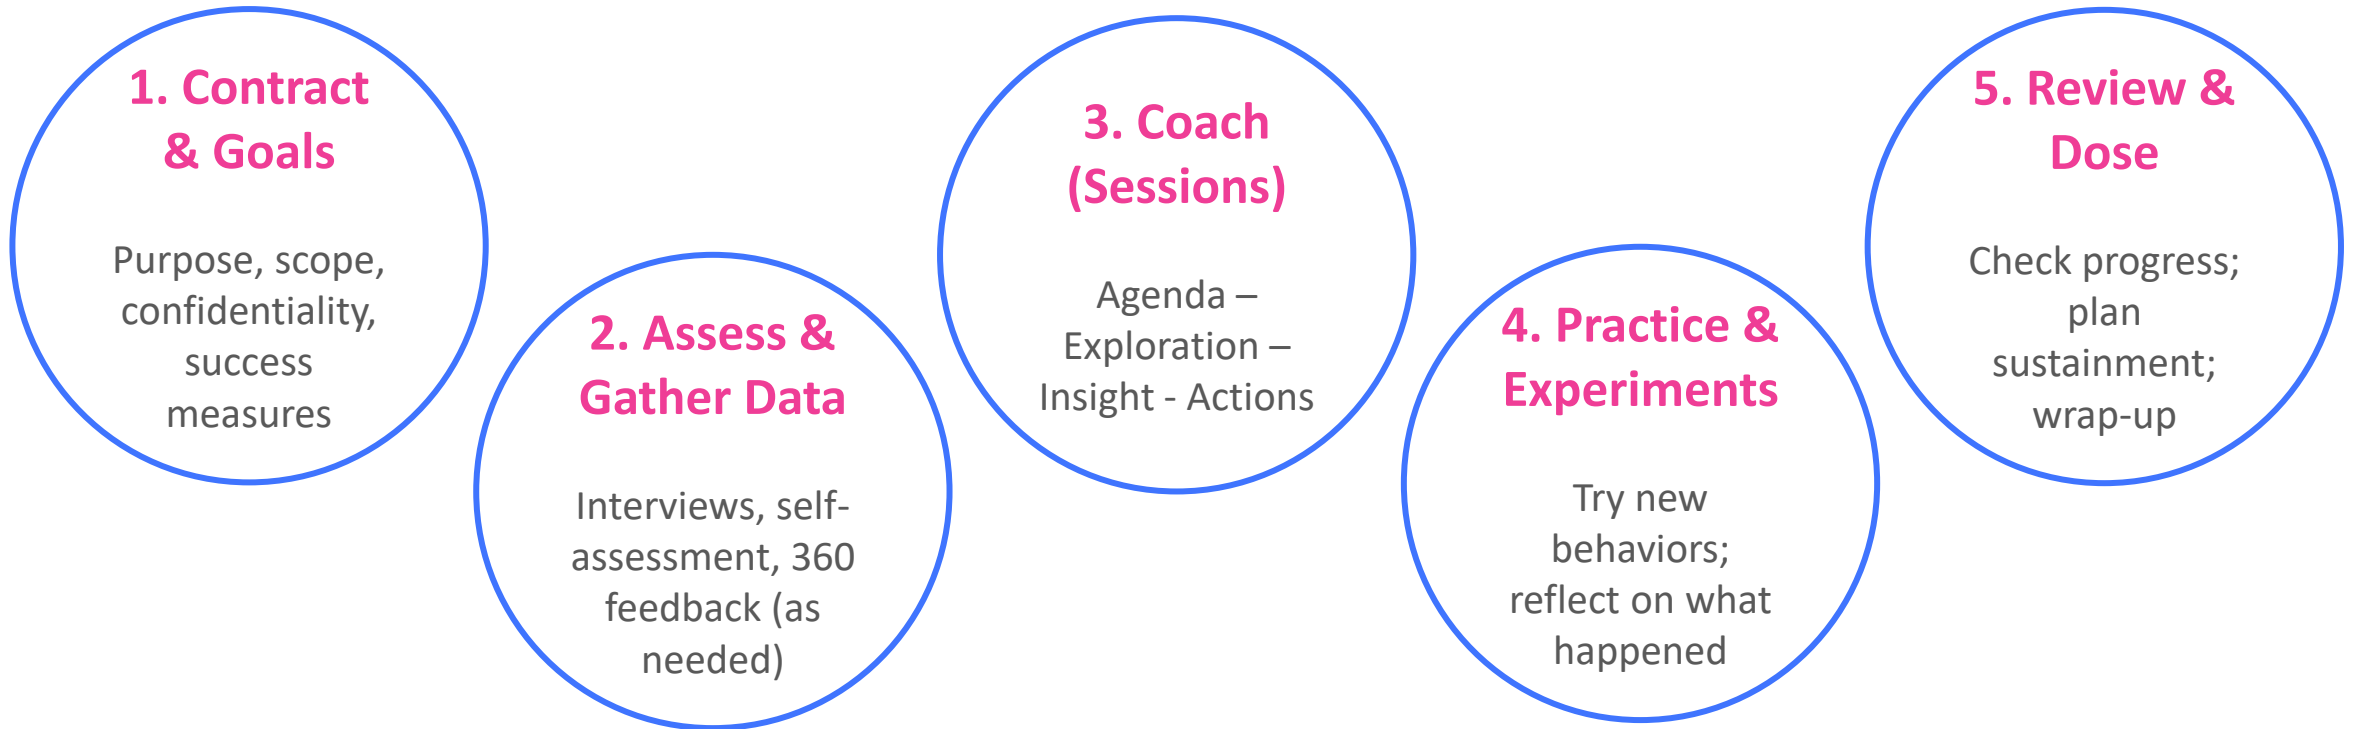 1. Contract
& Goals
Purpose, scope,
confidentiality,
success
measures
2. Assess &
Gather Data
Interviews, self-
assessment, 360
feedback (as
needed)
3. Coach
(Sessions)
Agenda –
Exploration –
Insight - Actions
4. Practice &
Experiments
Try new
behaviors;
reflect on what
happened
5. Review &
Dose
Check progress;
plan
sustainment;
wrap-up